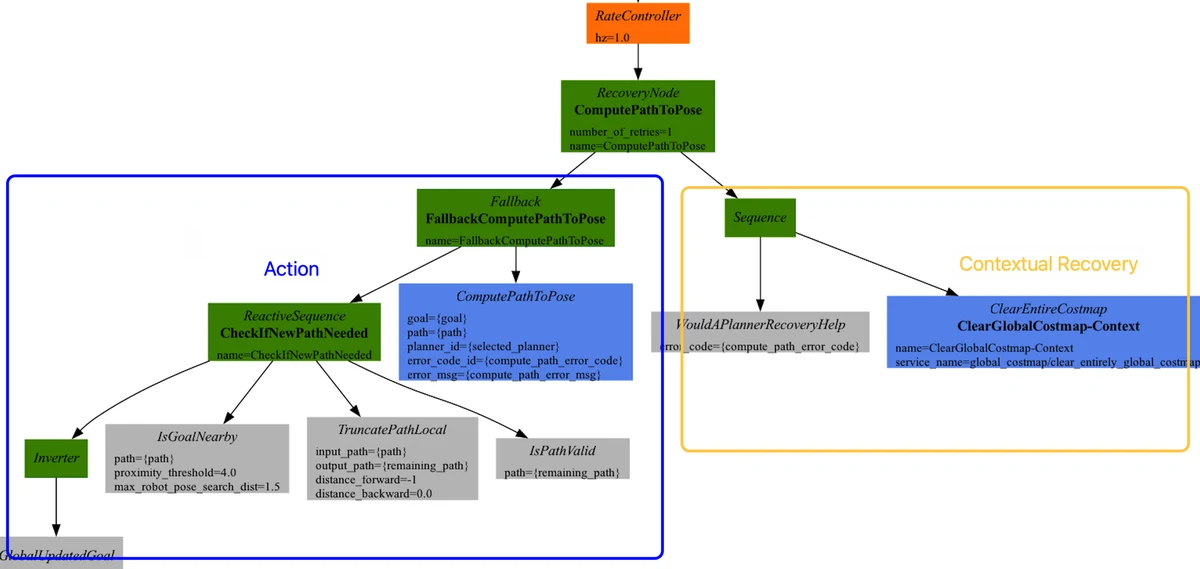 RateController
hz=1.0
RecoveryNode
ComputePathToPose
number_of_retries=1
name=ComputePathToPose
Fallback
FallbackComputePathToPose
name=FallbackComputePathToPose
Sequence
Action
Contextual Recovery
ReactiveSequence
CheckIfNewPathNeeded
name=CheckIfNewPathNeeded
ComputePathToPose
goal={goal}
path={path}
planner_id={selected_planner}
error_code_id={compute_path_error_code}
error_msg={compute_path_error_msg}
WouldAPlannerRecoveryHelp
error_code={compute_path_error_code}
ClearEntireCostmap
ClearGlobalCostmap-Context
name=ClearGlobalCostmap-Context
service_name=global_costmap/clear_entirely_global_costmap
Inverter
IsGoalNearby
path={path}
proximity_threshold=4.0
max_robot_pose_search_dist=1.5
TruncatePathLocal
input_path={path}
output_path={remaining_path}
distance_forward=-1
distance_backward=0.0
IsPathValid
path={remaining_path}
GlobalUpdatedGoal